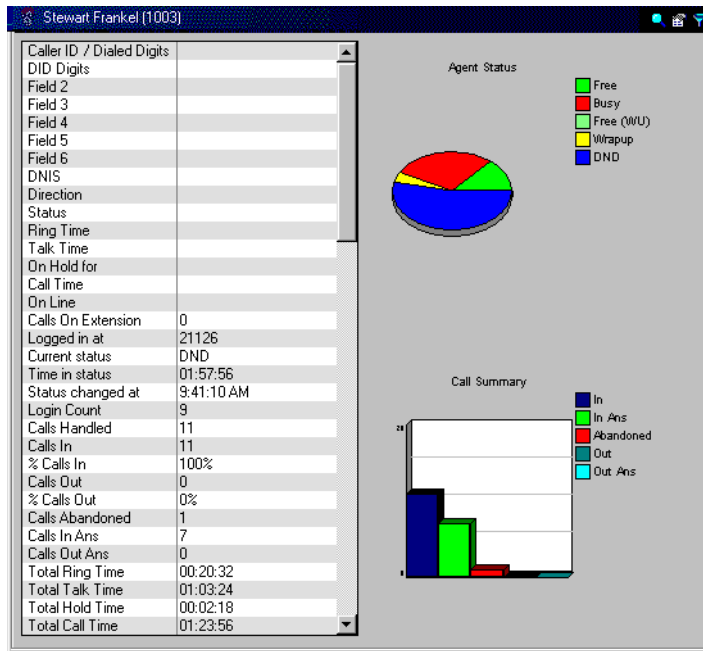 Stewart Frankel (1003)
Caller ID / Dialed Digits
DID Digits
Field 2
Field 3
Field 4
Field 5
Field 6
DNIS
Direction
Status
Ring Time
Talk Time
On Hold for
Call Time
On Line
Calls On Extension 0
Logged in at 21126
Current status DND
Time in status 01:57:56
Status changed at 9:41:10 AM
Login Count 9
Calls Handled 11
Calls In 11
% Calls In 100%
Calls Out 0
% Calls Out 0%
Calls Abandoned 1
Calls In Ans 7
Calls Out Ans 0
Total Ring Time 00:20:32
Total Talk Time 01:03:24
Total Hold Time 00:02:18
Total Call Time 01:23:56
Agent Status
Free
Busy
Free (WU)
Wrapup
DND
Call Summary
20
0
In
In Ans
Abandoned
Out
Out Ans